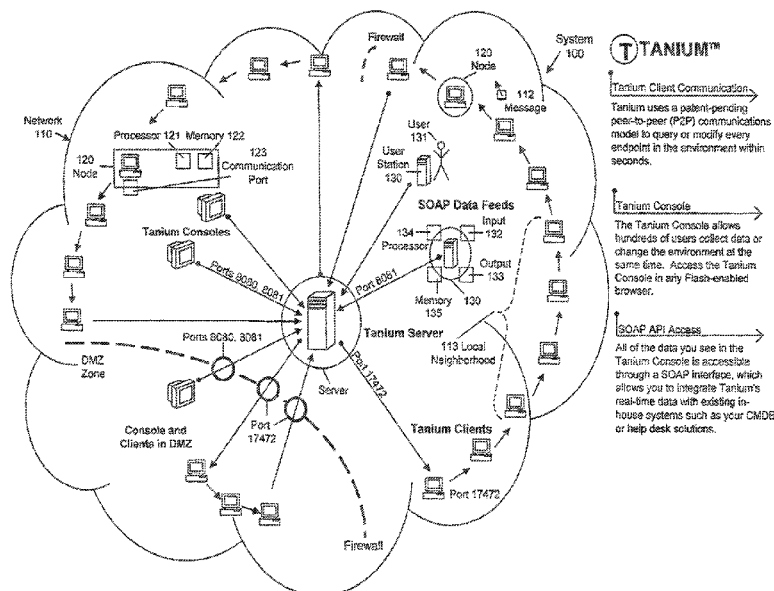 Firewall
System
100
TTANIUM™
120
Node
112
Message
Tanium Client Communication
Tanium uses a patent-pending
peer-to-peer (P2P) communications
model to query or modify every
endpoint in the environment within
seconds.
Network
110
Processor 121 Memory 122
120
Node
123
Communication
Port
User
131
User
Station
130
SOAP Data Feeds
Input
132
134
Processor
Output
133
Memory
135
130
Tanium Consoles
Ports 8080, 8081
Port 8081
Tanium Console
The Tanium Console allows
hundreds of users collect data or
change the environment at the
same time. Access the Tanium
Console in any Flash-enabled
browser.
Tanium Server
113 Local
Neighborhood
SOAP API Access
All of the data you see in the
Tanium Console is accessible
through a SOAP interface, which
allows you to integrate Tanium's
real-time data with existing in-
house systems such as your CMDB
or help desk solutions.
DMZ
Zone
Ports 8080, 8081
Server
Port 17472
Console and
Clients in DMZ
Port
17472
Tanium Clients
Port 17472
Firewall